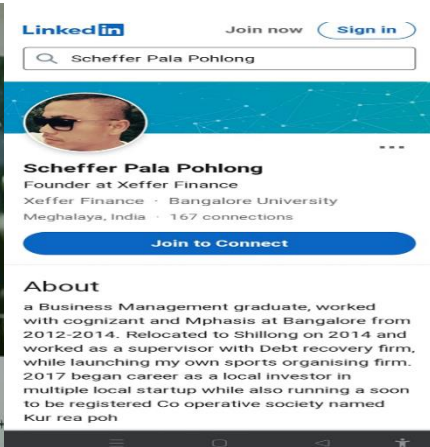 Linked in
Join now Sign in
Scheffer Pala Pohlong
Scheffer Pala Pohlong
Founder at Xeffer Finance
Xeffer Finance · Bangalore University
Meghalaya, India · 167 connections
Join to Connect
About
a Business Management graduate, worked
with cognizant and Mphasis at Bangalore from
2012-2014. Relocated to Shillong on 2014 and
worked as a supervisor with Debt recovery firm,
while launching my own sports organising firm.
2017 began career as a local investor in
multiple local startup while also running a soon
to be registered Co operative society named
Kur rea poh